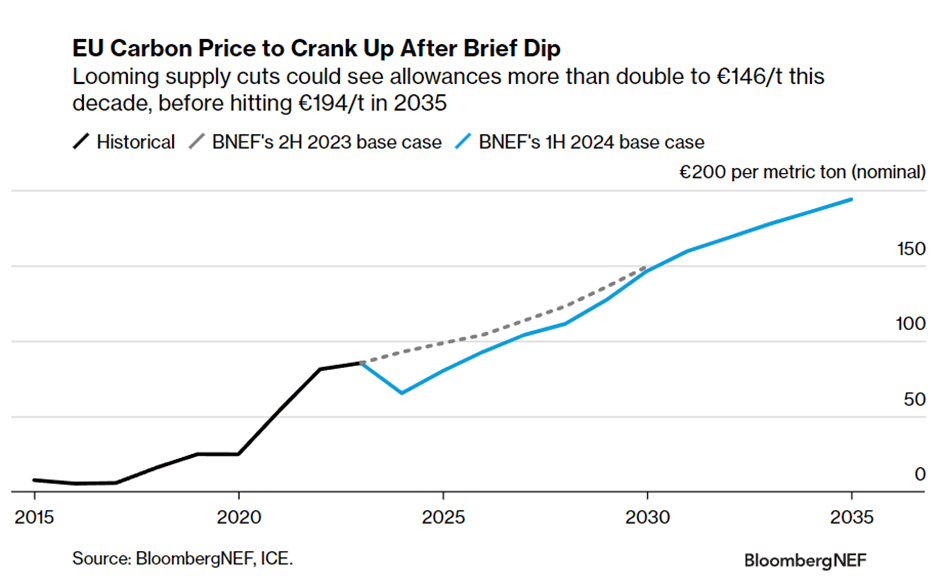 EU Carbon Price to Crank Up After Brief Dip
Looming supply cuts could see allowances more than double to €146/t this
decade, before hitting €194/t in 2035
Historical BNEF's 2H 2023 base case BNEF's 1H 2024 base case
€200 per metric ton (nominal)
150
100
50
0
2015 2020 2025 2030 2035
Source: BloombergNEF, ICE.
BloombergNEF